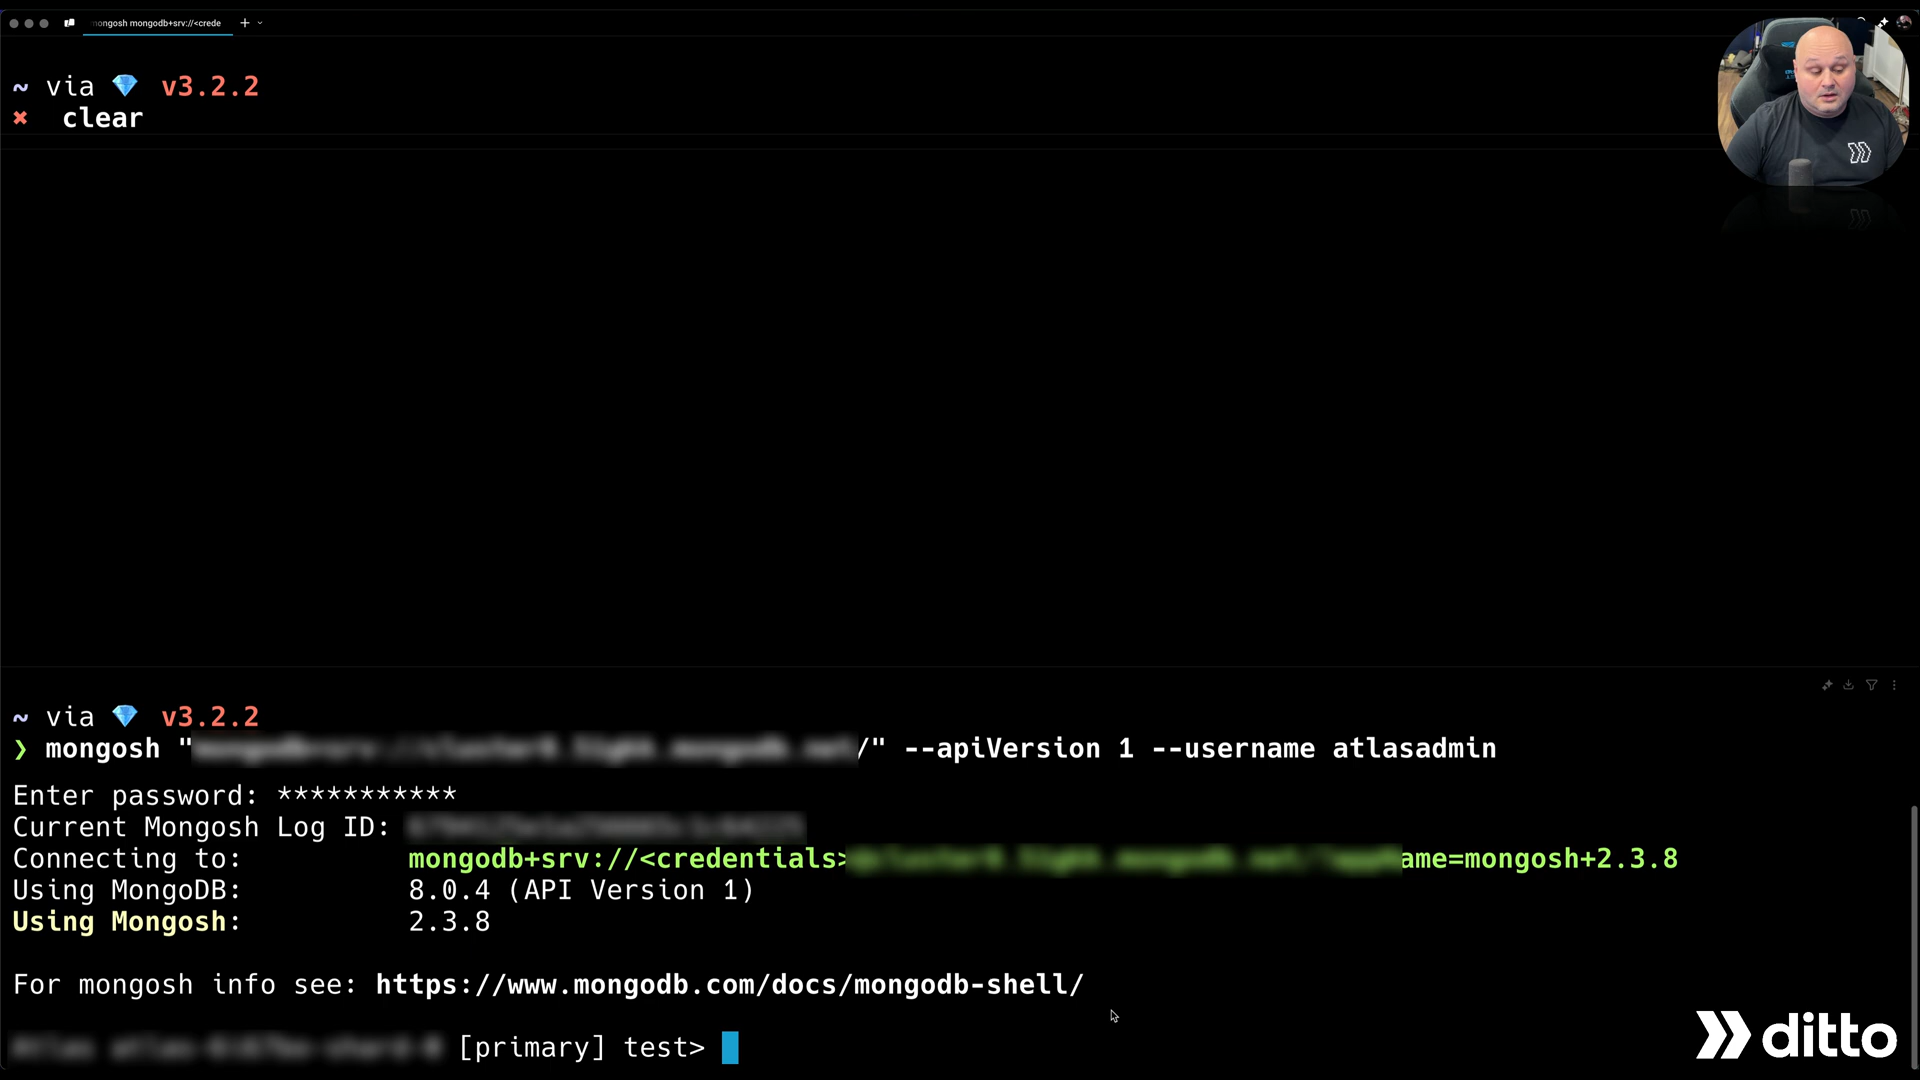 ongosh mongodb+srv://<crede
~ via 💎 v3.2.2
✖ clear
~ via 💎 v3.2.2
❯ mongosh "/" --apiVersion 1 --username atlasadmin
Enter password: ***********
Current Mongosh Log ID:
Connecting to: mongodb+srv://<credentials>ame=mongosh+2.3.8
Using MongoDB: 8.0.4 (API Version 1)
Using Mongosh: 2.3.8
For mongosh info see: https://www.mongodb.com/docs/mongodb-shell/
[primary] test>
ditto